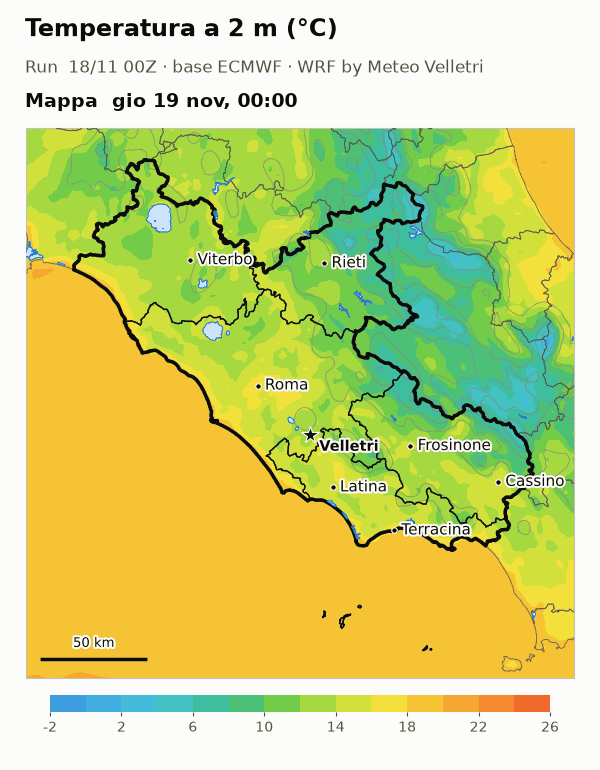 Temperatura a 2 m (°C)
Run  18/11 00Z · base ECMWF · WRF by Meteo Velletri
Mappa  gio 19 nov, 00:00
Viterbo
Rieti
Roma
Velletri
Frosinone
Cassino
Latina
Terracina
50 km
-2 2 6 10 14 18 22 26